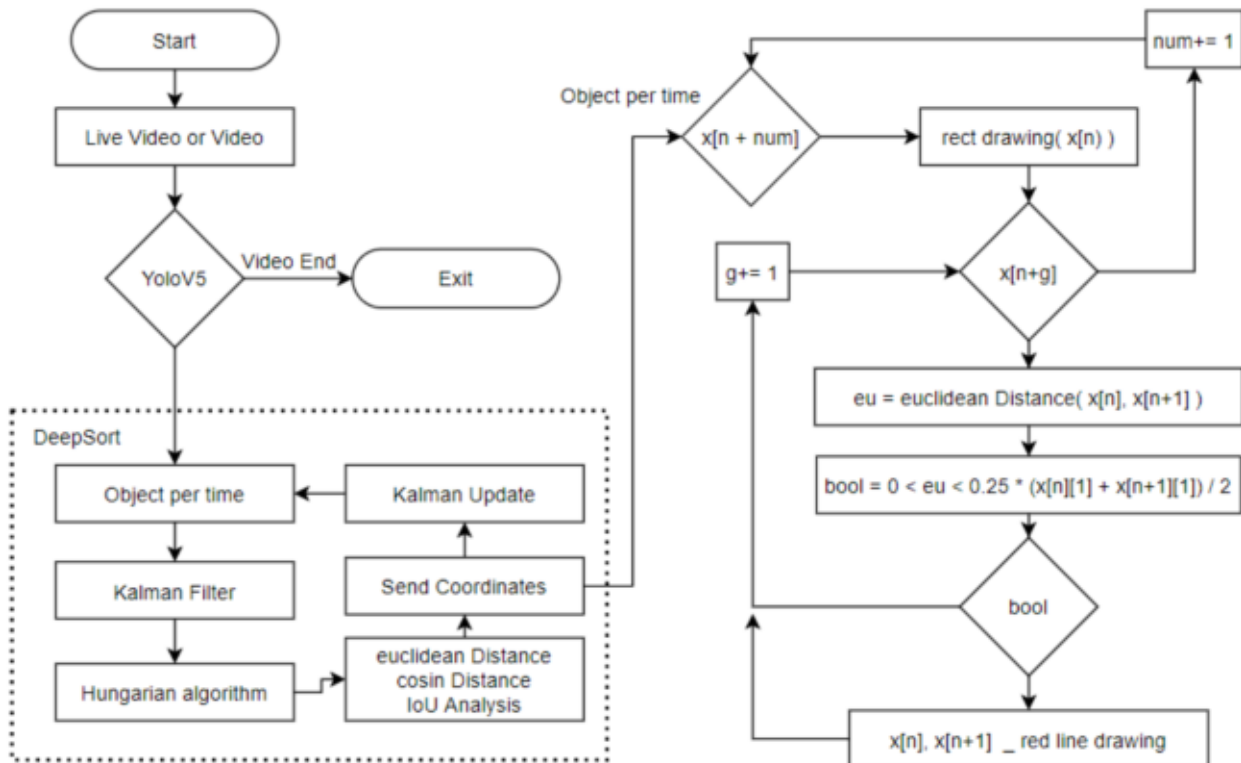 Start
Live Video or Video
YoloV5
Video End
Exit
DeepSort
Object per time
Kalman Filter
Hungarian algorithm
euclidean Distance
cosin Distance
IoU Analysis
Send Coordinates
Kalman Update
Object per time
x[n + num]
num+= 1
rect drawing( x[n) )
x[n+g]
g+= 1
eu = euclidean Distance( x[n], x[n+1] )
bool = 0 < eu < 0.25 * (x[n][1] + x[n+1][1]) / 2
bool
x[n], x[n+1] _ red line drawing